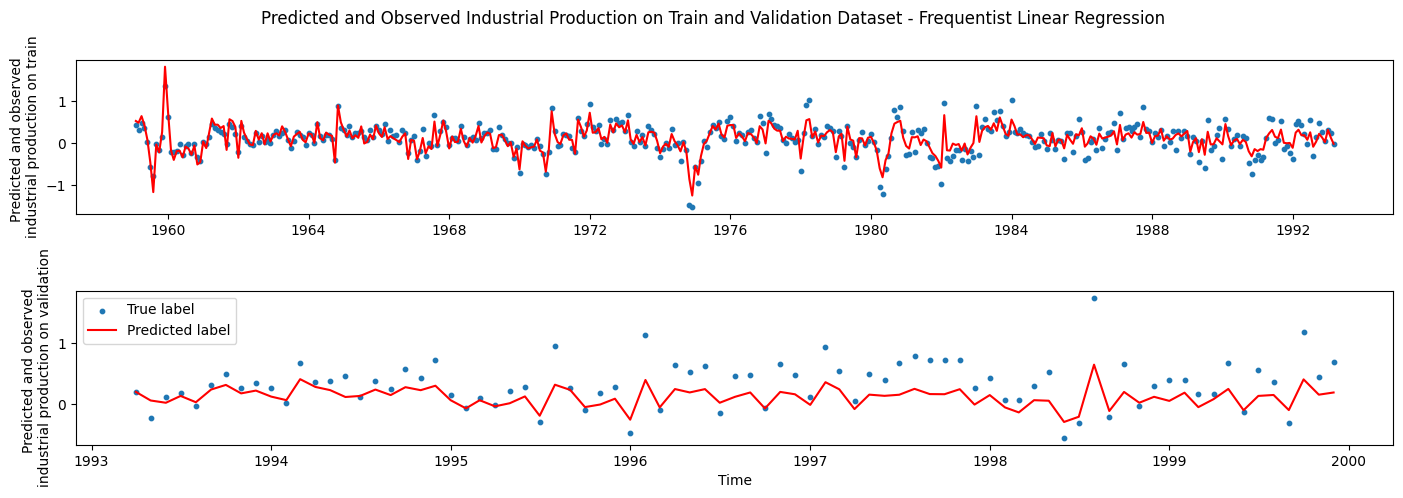 Predicted and Observed Industrial Production on Train and Validation Dataset - Frequentist Linear Regression
Predicted and observed
industrial production on train
1
0
−1
1960
1964
1968
1972
1976
1980
1984
1988
1992
Predicted and observed
industrial production on validation
1
0
True label
Predicted label
1993
1994
1995
1996
1997
1998
1999
2000
Time